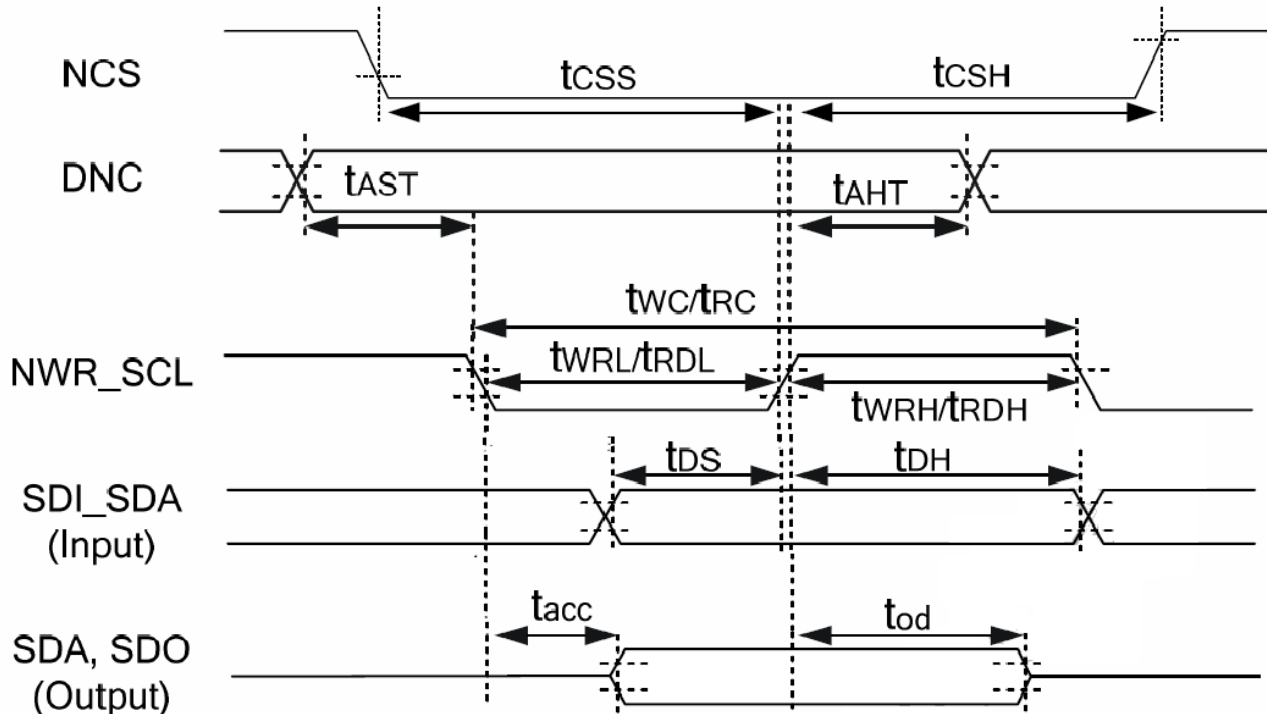 NCS
tCSS
tCSH
DNC
tAST
tAHT
tWC/tRC
NWR_SCL
tWRL/tRDL
tWRH/tRDH
tDS
tDH
SDI_SDA
(Input)
tacc
tod
SDA, SDO
(Output)